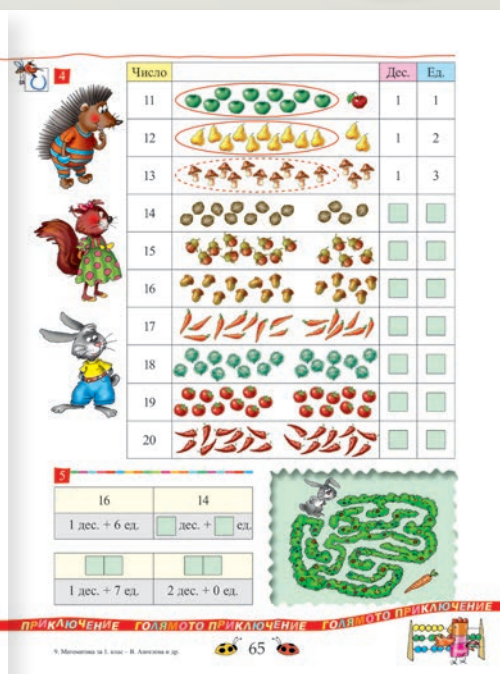 4
Число Дес. Ед.
11 1 1
12 1 2
13 1 3
14
15
16
17
18
19
20
5
16 14
1 дес. + 6 ед. дес. + ед.
1 дес. + 7 ед. 2 дес. + 0 ед.
ПРИКЛЮЧЕНИЕ ГОЛЯМОТО ПРИКЛЮЧЕНИЕ ГОЛЯМОТО ПРИКЛЮЧЕНИЕ
9. Математика за 1. клас – В. Ангелова и др.
65